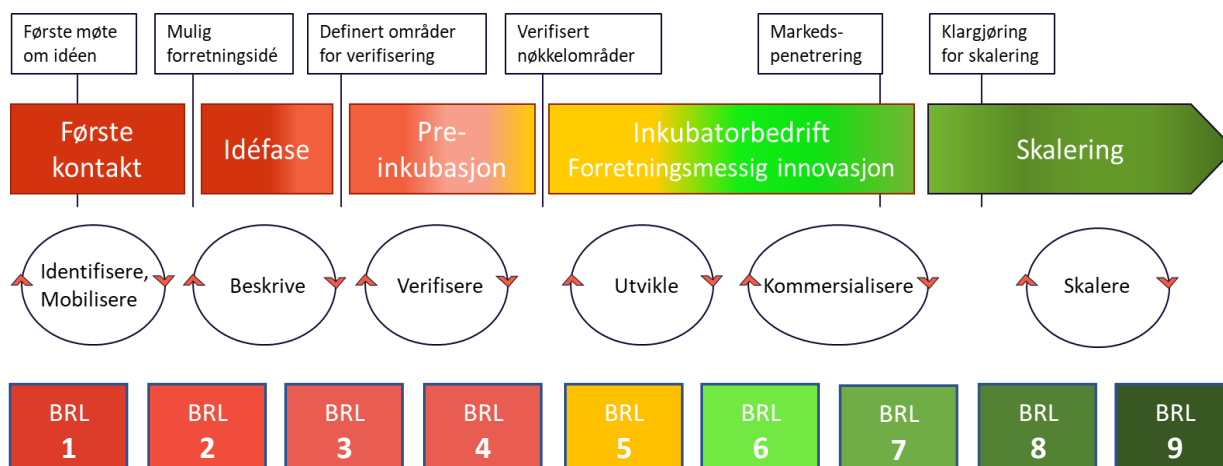 Første møte
om idéen
Mulig
forretningsidé
Definert områder
for verifisering
Verifisert
nøkkelområder
Markeds-
penetrering
Klargjøring
for skalering
Første
kontakt
Idéfase
Pre-
inkubasjon
Inkubatorbedrift
Forretningsmessig innovasjon
Skalering
Identifisere,
Mobilisere
Beskrive
Verifisere
Utvikle
Kommersialisere
Skalere
BRL
1
BRL
2
BRL
3
BRL
4
BRL
5
BRL
6
BRL
7
BRL
8
BRL
9